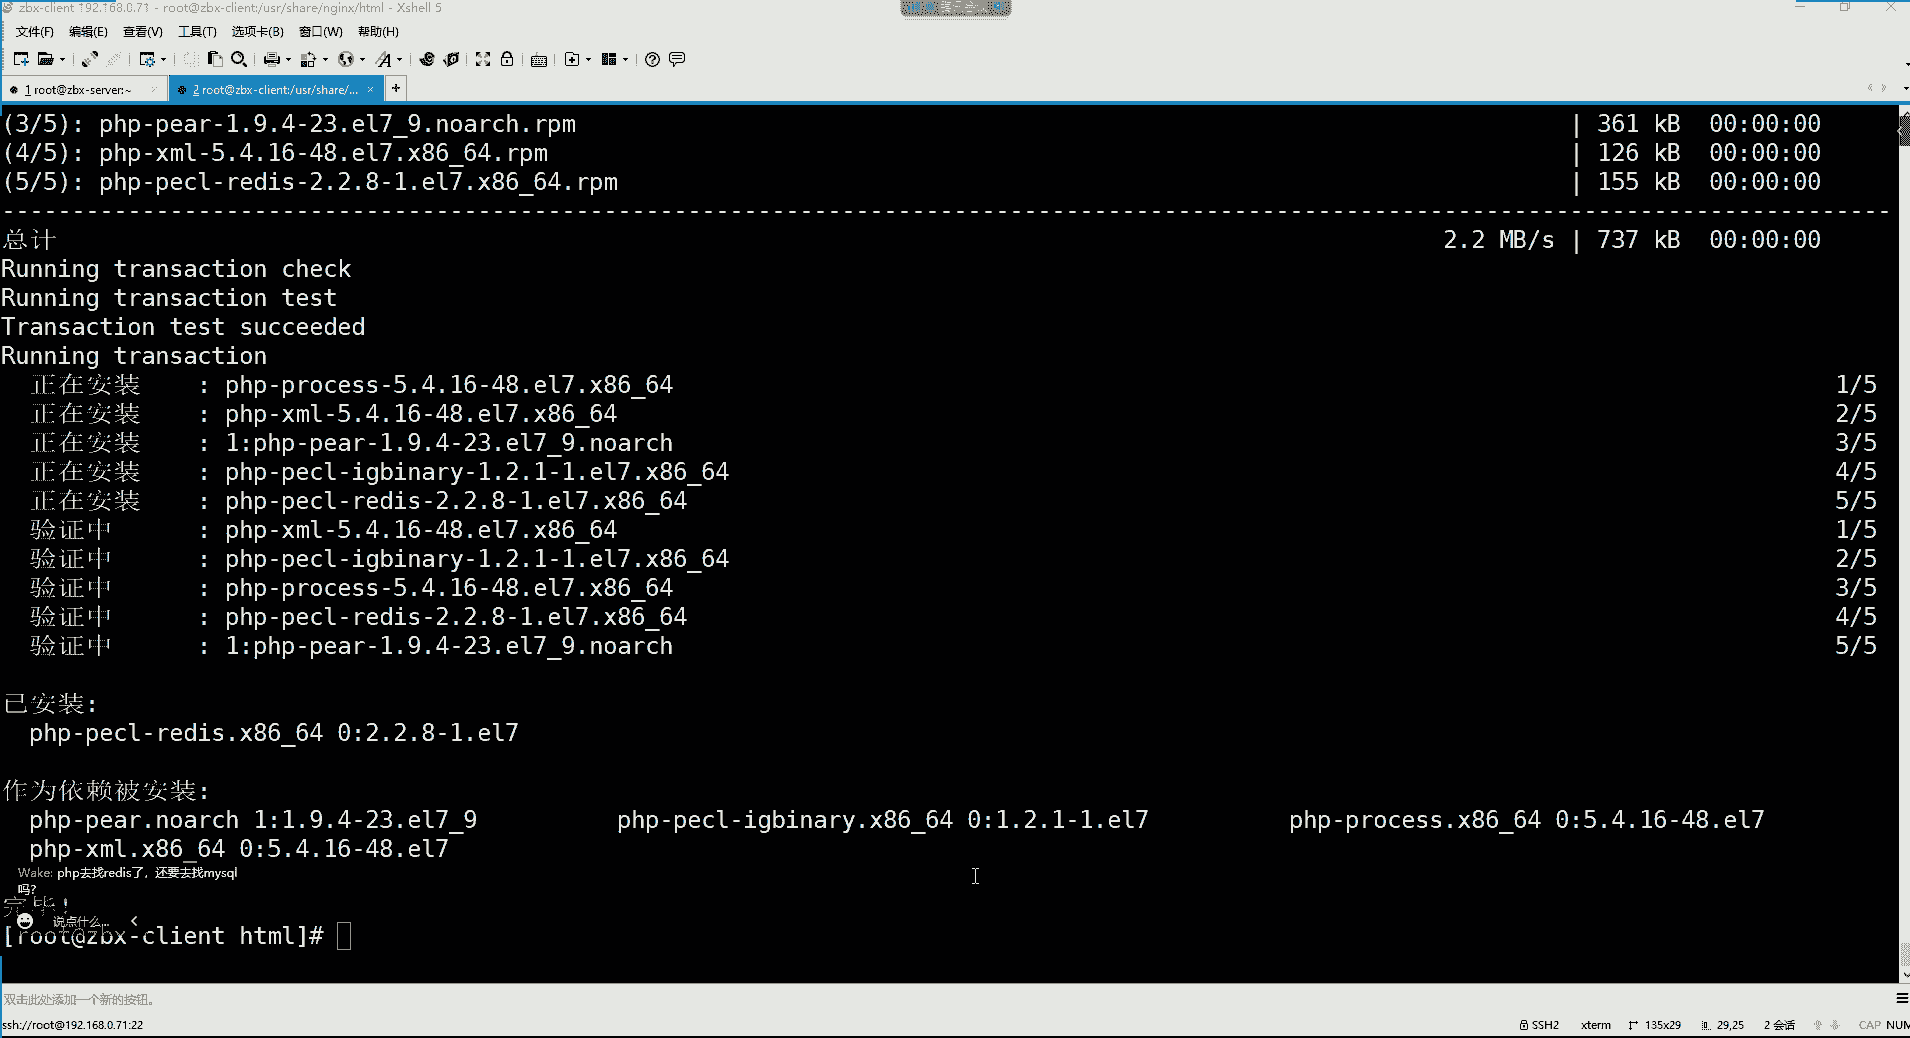 zbx-client 192.168.0.71 - root@zbx-client:/usr/share/nginx/html - Xshell 5
文件(F) 编辑(E) 查看(V) 工具(T) 选项卡(B) 窗口(W) 帮助(H)
1 root@zbx-server:~ × 2 root@zbx-client:/usr/share/... × +
(3/5): php-pear-1.9.4-23.el7_9.noarch.rpm | 361 kB 00:00:00
(4/5): php-xml-5.4.16-48.el7.x86_64.rpm | 126 kB 00:00:00
(5/5): php-pecl-redis-2.2.8-1.el7.x86_64.rpm | 155 kB 00:00:00
总计 2.2 MB/s | 737 kB 00:00:00
Running transaction check
Running transaction test
Transaction test succeeded
Running transaction
正在安装 : php-process-5.4.16-48.el7.x86_64 1/5
正在安装 : php-xml-5.4.16-48.el7.x86_64 2/5
正在安装 : 1:php-pear-1.9.4-23.el7_9.noarch 3/5
正在安装 : php-pecl-igbinary-1.2.1-1.el7.x86_64 4/5
正在安装 : php-pecl-redis-2.2.8-1.el7.x86_64 5/5
验证中 : php-xml-5.4.16-48.el7.x86_64 1/5
验证中 : php-pecl-igbinary-1.2.1-1.el7.x86_64 2/5
验证中 : php-process-5.4.16-48.el7.x86_64 3/5
验证中 : php-pecl-redis-2.2.8-1.el7.x86_64 4/5
验证中 : 1:php-pear-1.9.4-23.el7_9.noarch 5/5
已安装:
php-pecl-redis.x86_64 0:2.2.8-1.el7
作为依赖被安装:
php-pear.noarch 1:1.9.4-23.el7_9 php-pecl-igbinary.x86_64 0:1.2.1-1.el7 php-process.x86_64 0:5.4.16-48.el7
php-xml.x86_64 0:5.4.16-48.el7
Wake: php去找redis了，还要去找mysql
吗?
完毕!
说点什么...
[root@zbx-client html]#
双击此处添加一个新的按钮。
ssh://root@192.168.0.71:22 SSH2 xterm 135x29 29,25 2 会话 CAP NUM